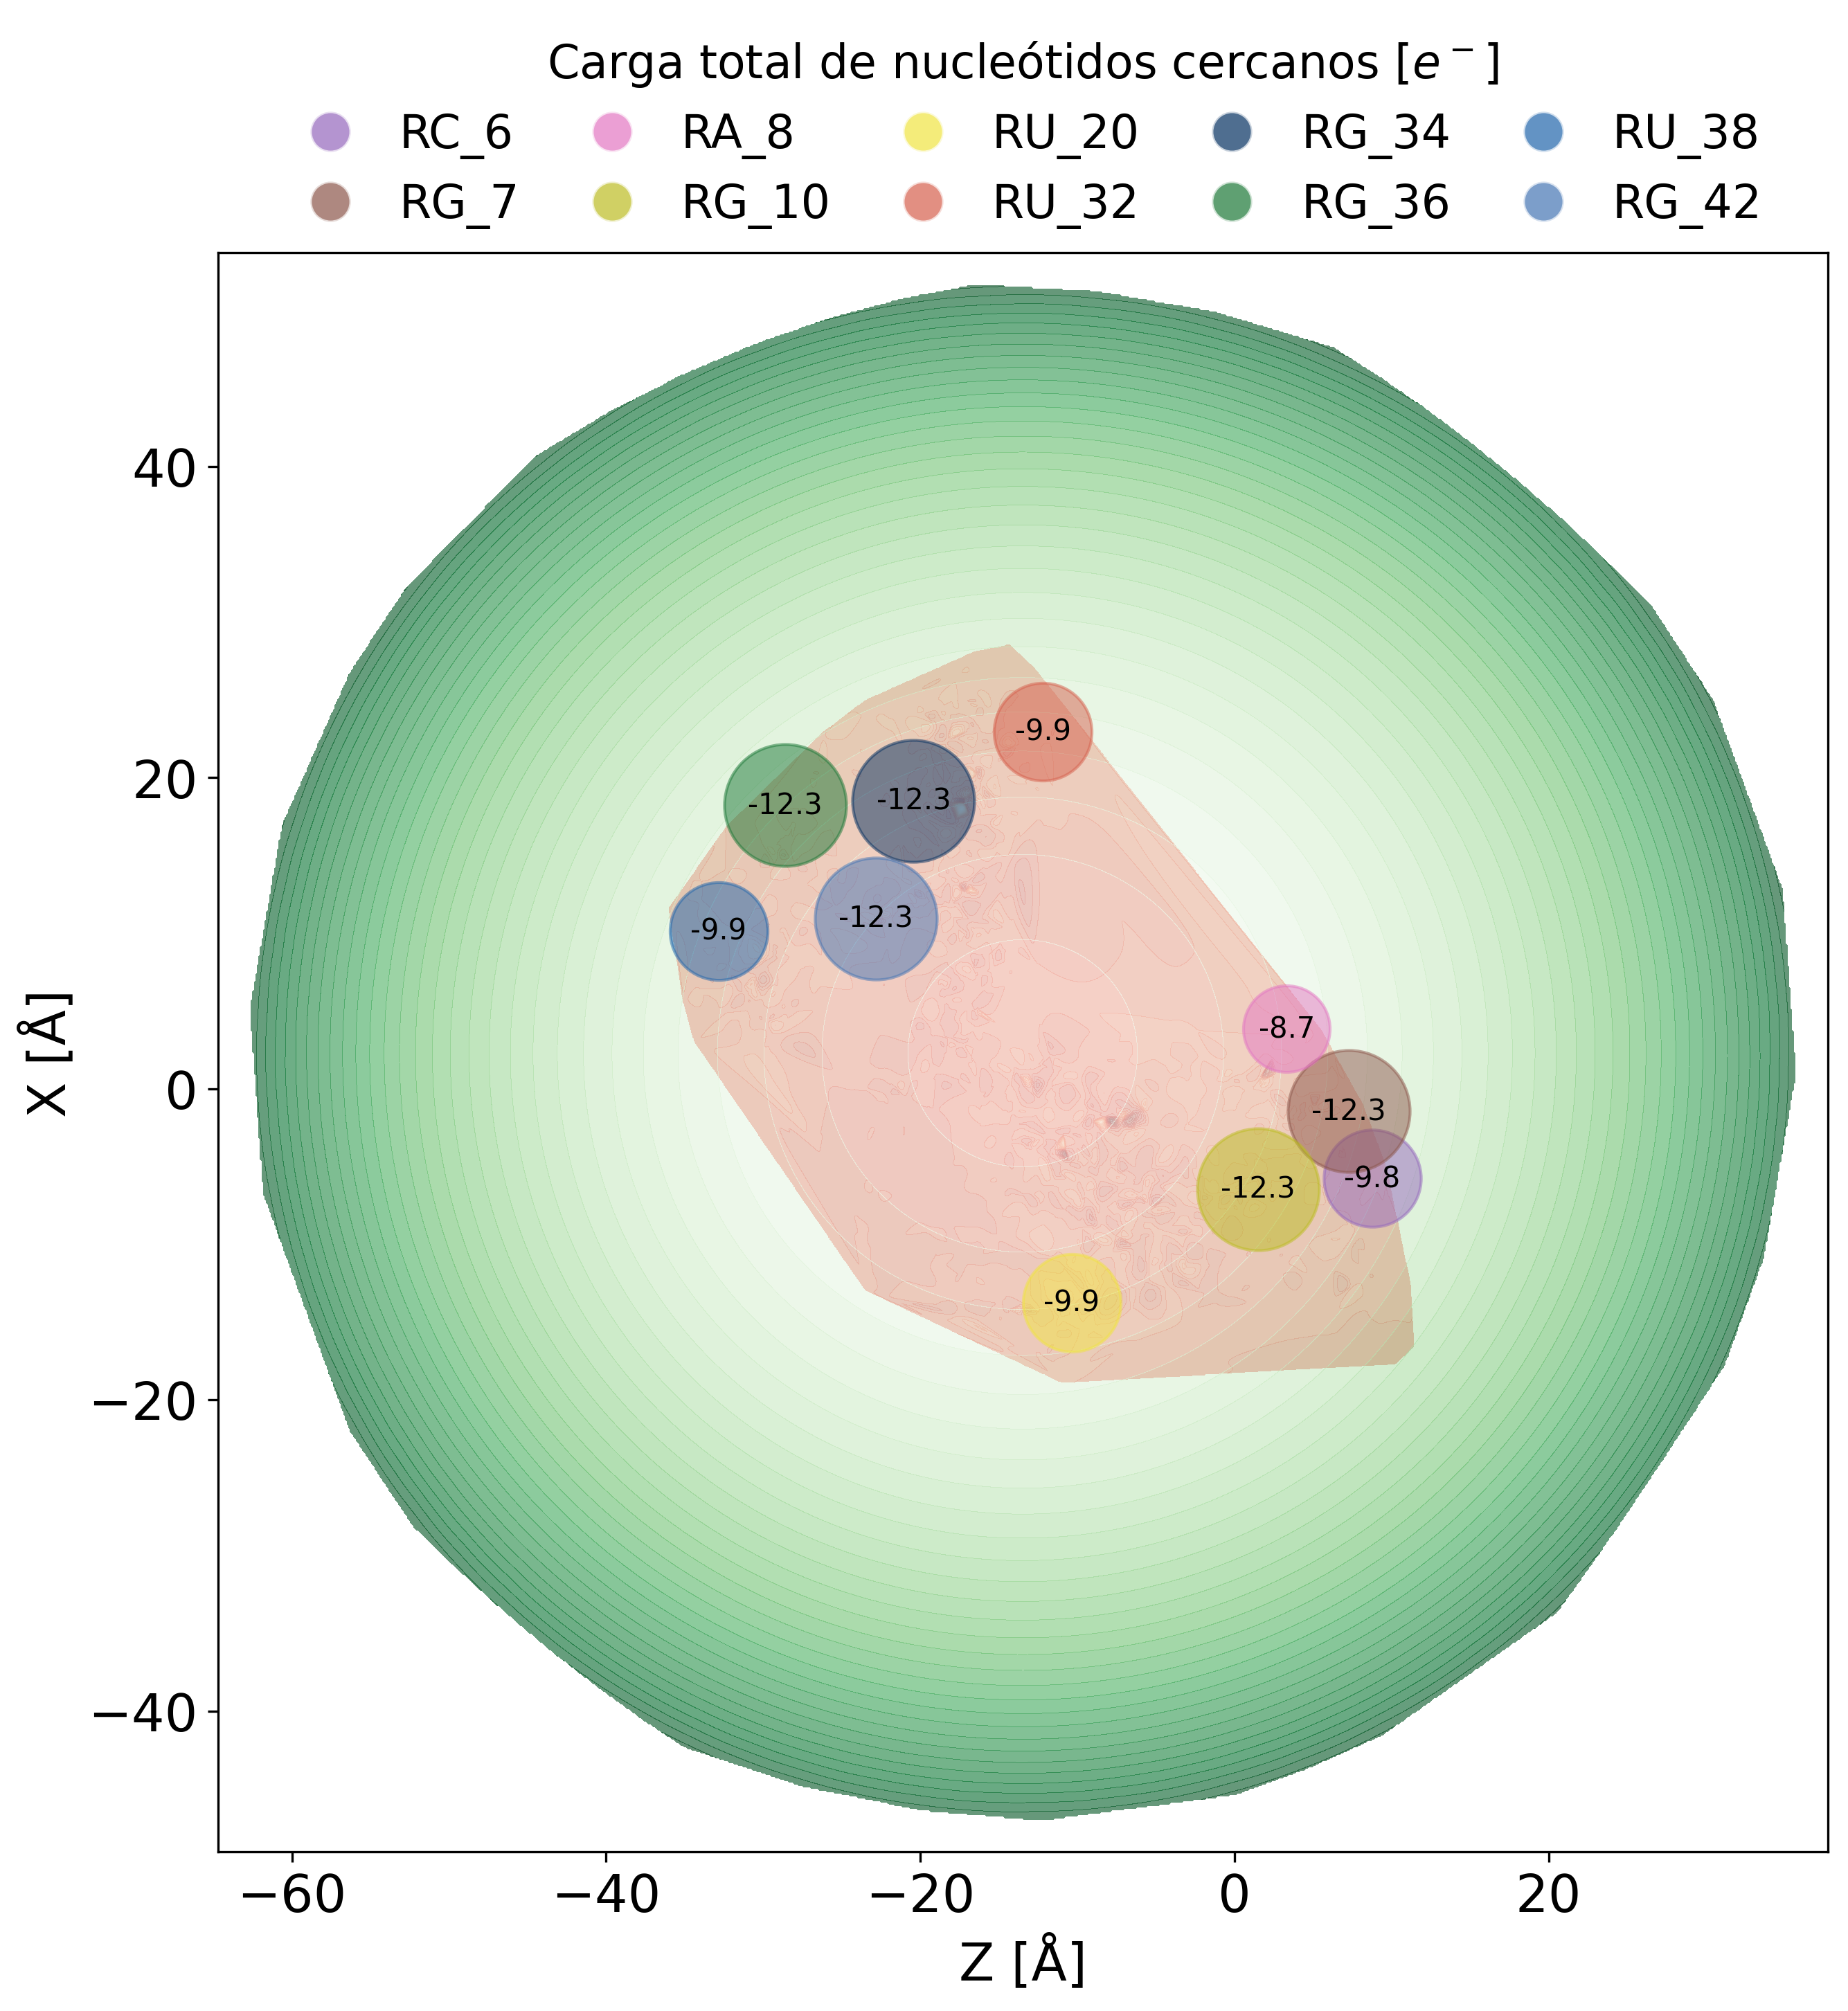 Carga total de nucleótidos cercanos [e⁻]
RC_6 RA_8 RU_20 RG_34 RU_38
RG_7 RG_10 RU_32 RG_36 RG_42
40
20
0
−20
−40
X [Å]
-9.9
-12.3 -12.3
-12.3
-9.9
-8.7
-12.3
-9.8
-12.3
-9.9
−60 −40 −20 0 20
Z [Å]